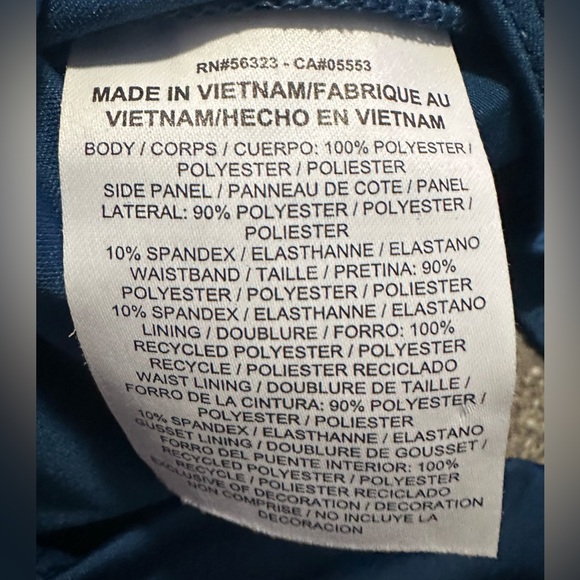 RN#56323 - CA#05553
MADE IN VIETNAM/FABRIQUE AU
VIETNAM/HECHO EN VIETNAM
BODY / CORPS / CUERPO: 100% POLYESTER /
POLYESTER / POLIESTER
SIDE PANEL / PANNEAU DE COTE / PANEL
LATERAL: 90% POLYESTER / POLYESTER /
POLIESTER
10% SPANDEX / ELASTHANNE / ELASTANO
WAISTBAND / TAILLE / PRETINA: 90%
POLYESTER / POLYESTER / POLIESTER
10% SPANDEX / ELASTHANNE / ELASTANO
LINING / DOUBLURE / FORRO: 100%
RECYCLED POLYESTER / POLYESTER
RECYCLE / POLIESTER RECICLADO
WAIST LINING / DOUBLURE DE TAILLE /
FORRO DE LA CINTURA: 90% POLYESTER /
POLYESTER / POLIESTER
10% SPANDEX / ELASTHANNE / ELASTANO
GUSSET LINING / DOUBLURE DE GOUSSET /
FORRO DEL PUENTE INTERIOR: 100%
RECYCLED POLYESTER / POLYESTER
RECYCLE / POLIESTER RECICLADO
EXCLUSIVE OF DECORATION / DECORATION
NON COMPRISE / NO INCLUYE LA
DECORACION